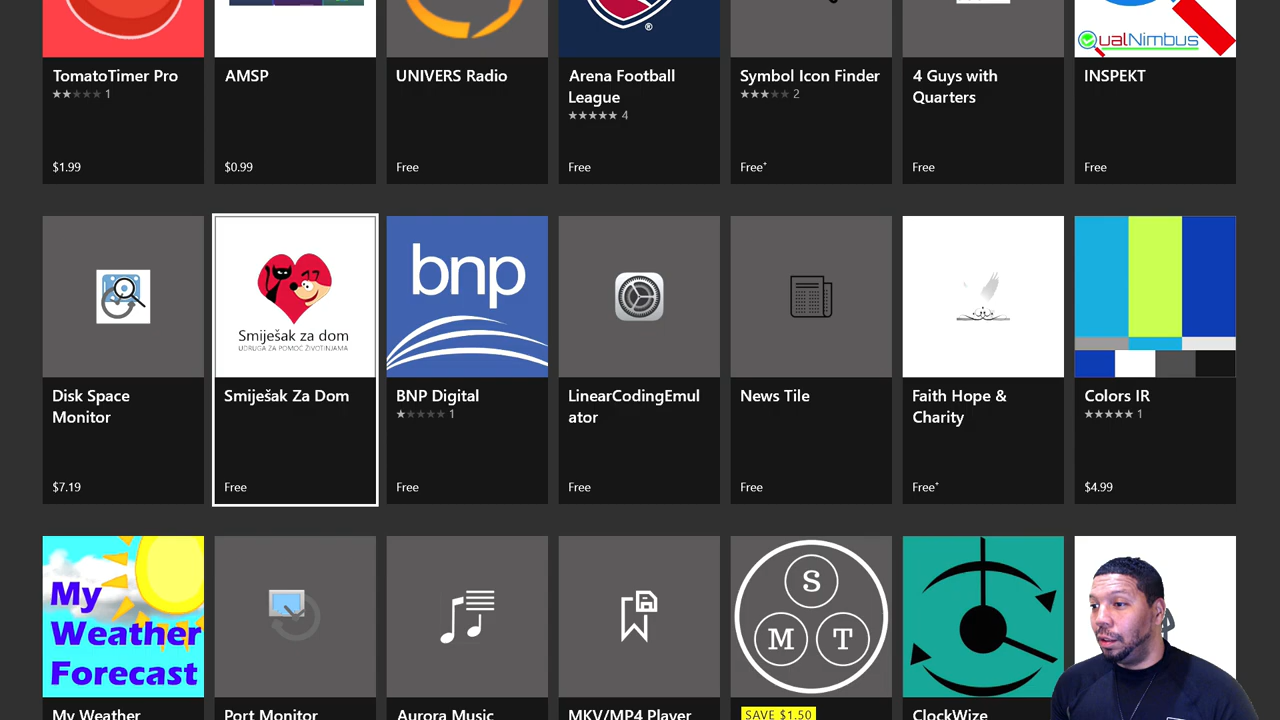 QualNimbus
TomatoTimer Pro
1
$1.99
AMSP
$0.99
UNIVERS Radio
Free
®
Arena Football
League
4
Free
Symbol Icon Finder
2
Free*
4 Guys with
Quarters
Free
INSPEKT
Free
Disk Space
Monitor
$7.19
Smiješak za dom
UDRUGA ZA POMOĆ ŽIVOTINJAMA
Smiješak Za Dom
Free
bnp
BNP Digital
1
Free
LinearCodingEmul
ator
Free
News Tile
Free
Faith Hope &
Charity
Free*
Colors IR
1
$4.99
My
Weather
Forecast
My Weather
Port Monitor
Aurora Music
MKV/MP4 Player
S
M T
SAVE $1.50
ClockWize